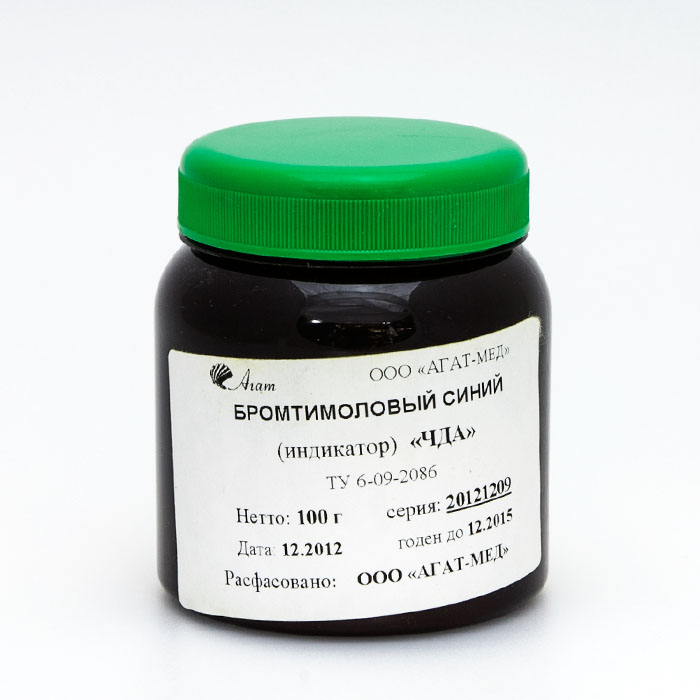 Агат
ООО «АГАТ-МЕД»
БРОМТИМОЛОВЫЙ СИНИЙ
(индикатор) «ЧДА»
ТУ 6-09-2086
Нетто: 100 г серия: 20121209
Дата: 12.2012 годен до 12.2015
Расфасовано: ООО «АГАТ-МЕД»